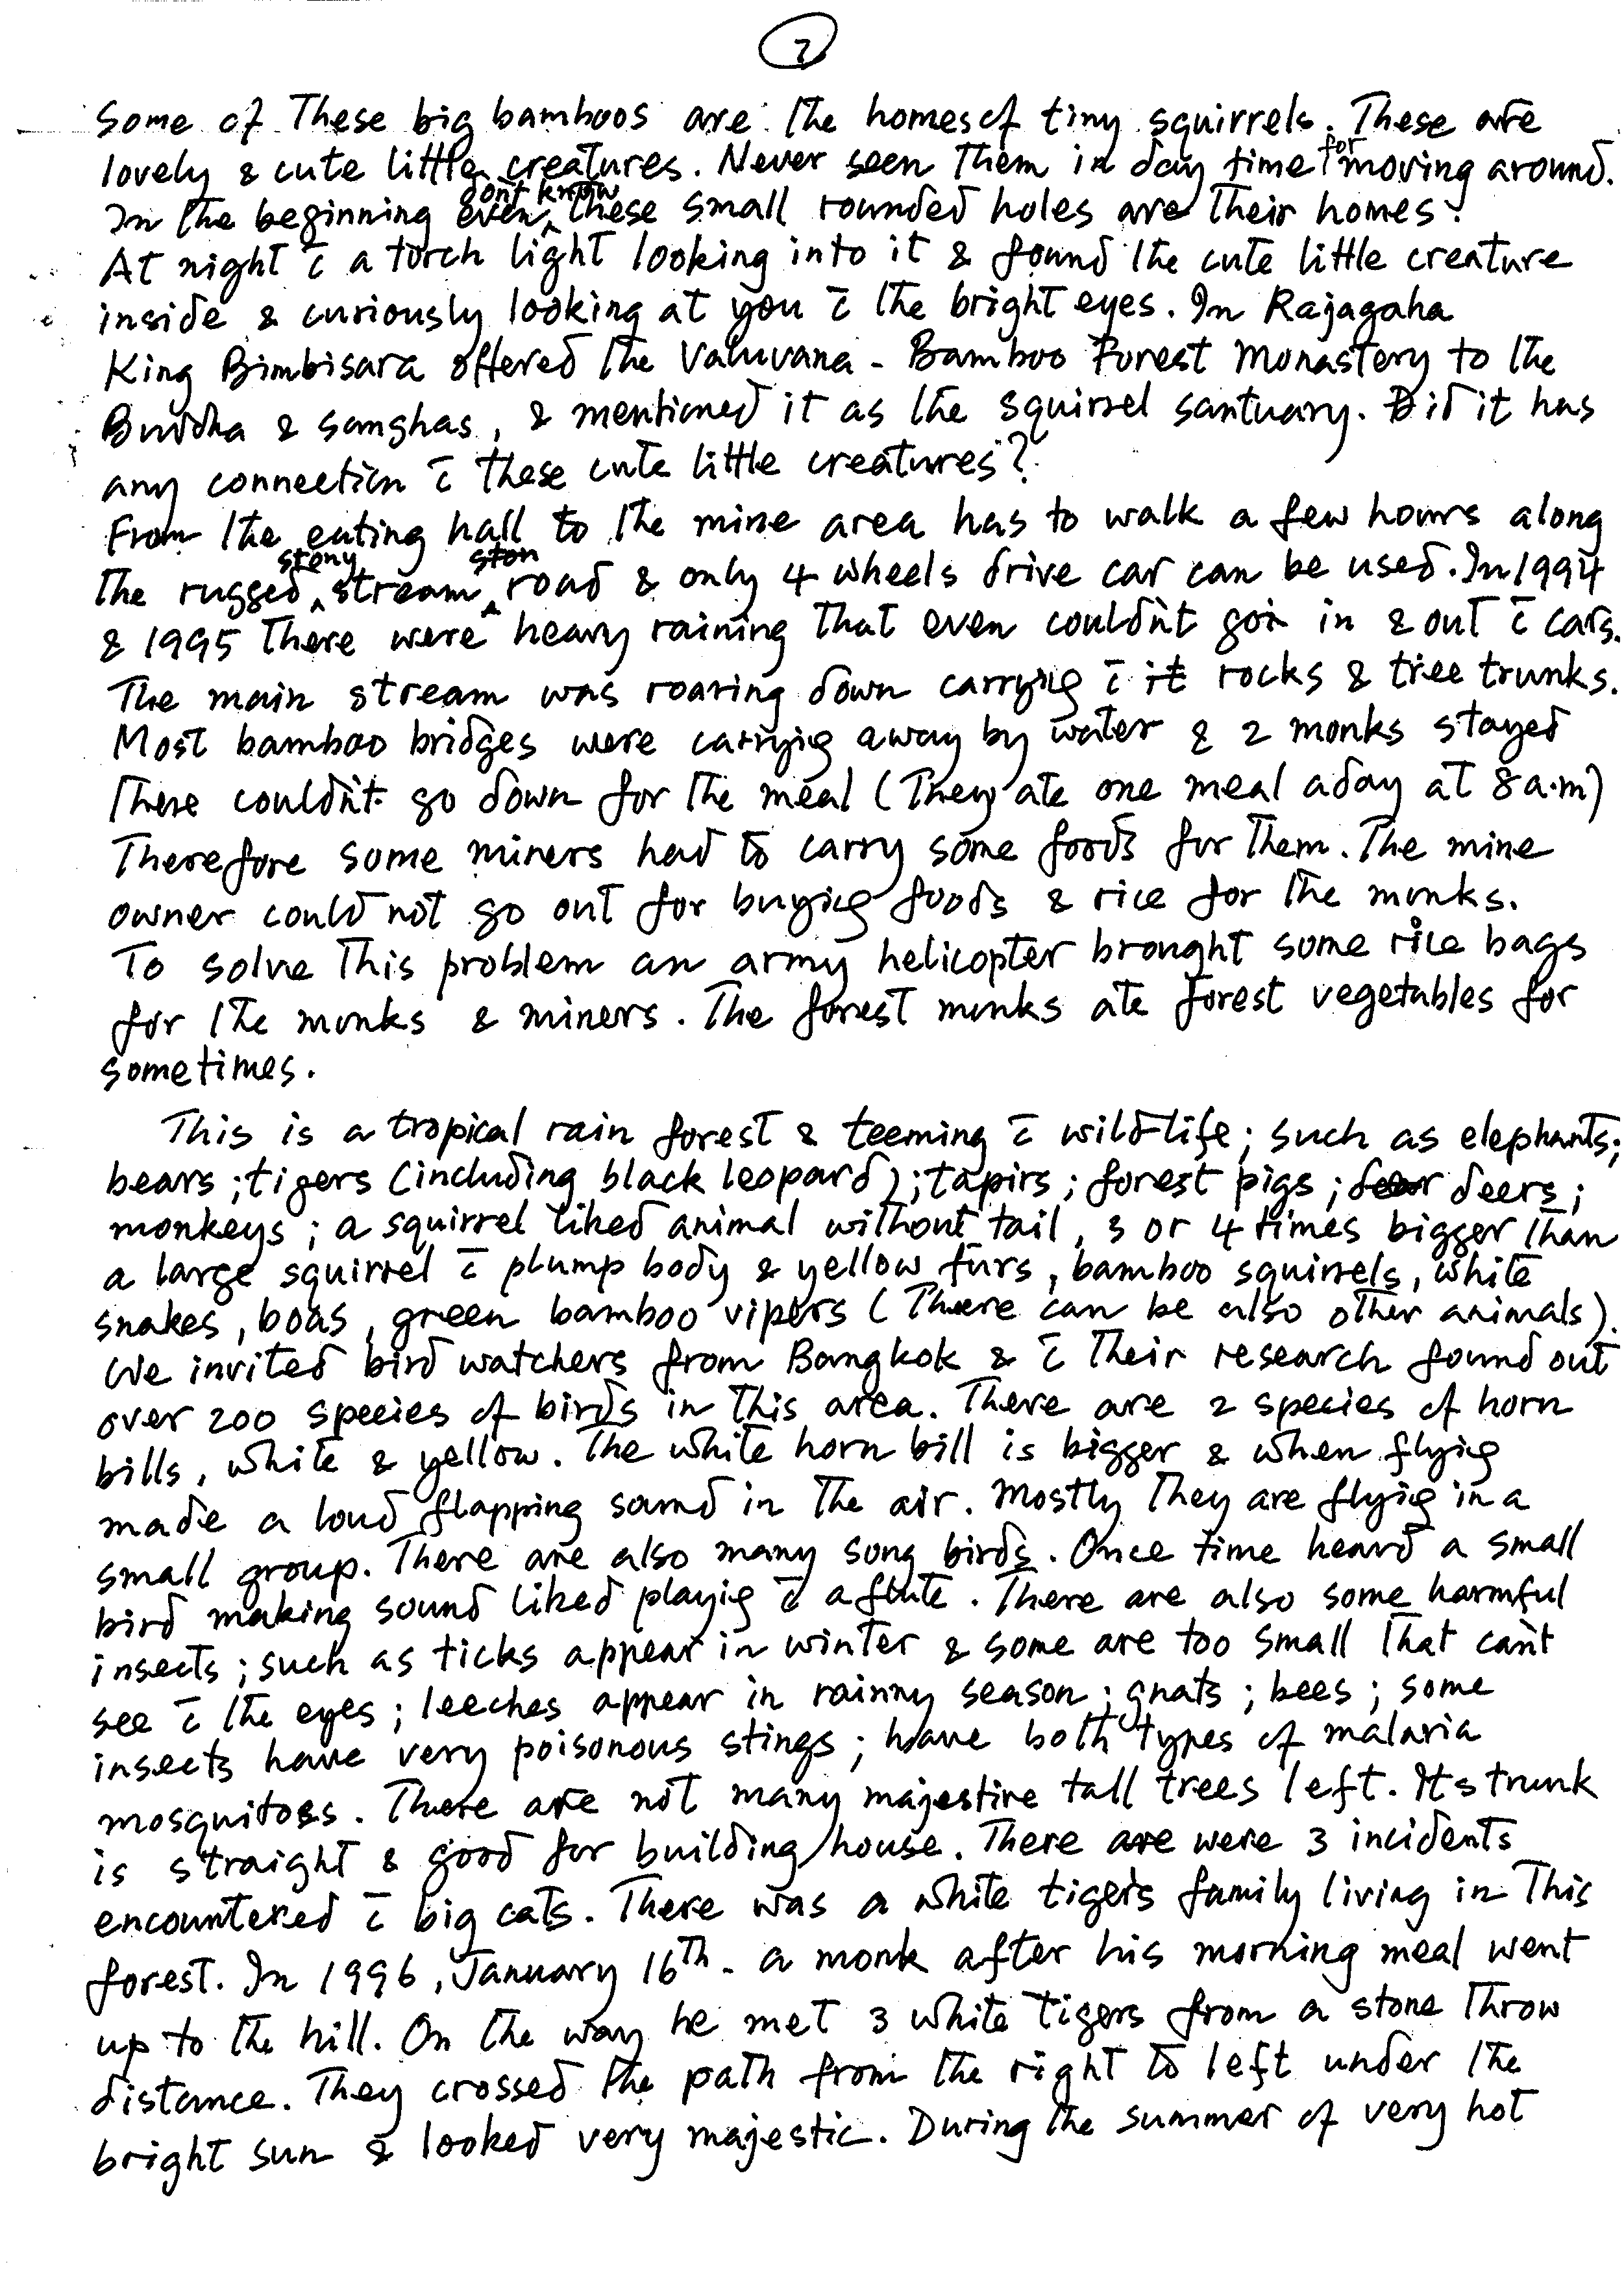 7
Some of These big bamboos are the homes of tiny squirrels. These are
lovely & cute little creatures. Never seen Them in day time for moving around.
In the beginning even don't know these small rounded holes are Their homes.
At night c̄ a torch light looking into it & found the cute little creature
inside & curiously looking at you c̄ the bright eyes. In Rajagaha
King Bimbisara offered the Valuvana - Bamboo Forest Monastery to the
Buddha & sanghas, & mentioned it as the squirrel santuary. Did it has
any connection c̄ these cute little creatures?
From the eating hall to the mine area has to walk a few hours along
the rugged stony stream road & only 4 wheels drive car can be used. In 1994
& 1995 There were heavy raining That even couldn't go in & out c̄ cars.
The main stream was roaring down carrying c̄ it rocks & tree trunks.
Most bamboo bridges were carryig away by water & 2 monks stayed
there couldn't go down for the meal (They ate one meal a day at 8 a.m)
Therefore some miners had to carry some foods for Them. The mine
owner could not go out for buyig foods & rice for the monks.
To solve This problem an army helicopter brought some rice bags
for the monks & miners. The forest monks ate forest vegetables for
sometimes.
This is a tropical rain forest & teeming c̄ wild-life; such as elephants;
bears; tigers (including black leopard); tapirs; forest pigs; deers;
monkeys; a squirrel liked animal without tail, 3 or 4 times bigger than
a large squirrel c̄ plump body & yellow furs, bamboo squirrels, white
snakes, boas, green bamboo vipers (There can be also other animals).
We invited bird watchers from Bangkok & c̄ Their research found out
over 200 species of birds in this area. There are 2 species of horn
bills, white & yellow. The white horn bill is bigger & when flyig
made a loud flapping sound in the air. Mostly They are flyig in a
small group. There are also many song birds. Once time heard a small
bird making sound liked playig c̄ a flute. There are also some harmful
insects; such as ticks appear in winter & some are too small That can't
see c̄ the eyes; leeches appear in rainny season; gnats; bees; some
insects have very poisonous stings; have both types of malaria
mosquitoes. There are not many majestive tall trees left. Its trunk
is straight & good for building house. There were 3 incidents
encountered c̄ big cats. There was a white tiger's family living in This
forest. In 1996, January 16th - a monk after his morning meal went
up to the hill. On the way he met 3 white tigers from a stone throw
distance. They crossed the path from the right to left under the
bright sun & looked very majestic. During the summer of very hot